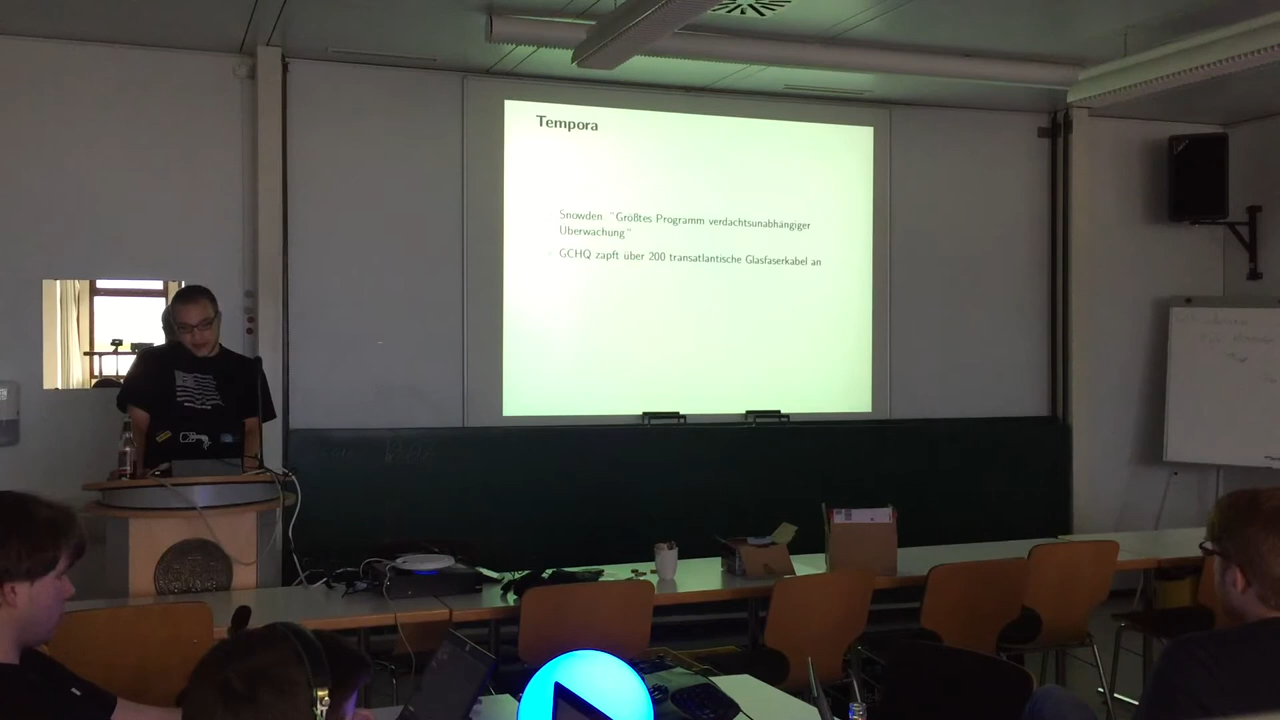 Tempora
Snowden "Größtes Programm verdachtsunabhängiger
Überwachung"
GCHQ zapft über 200 transatlantische Glasfaserkabel an